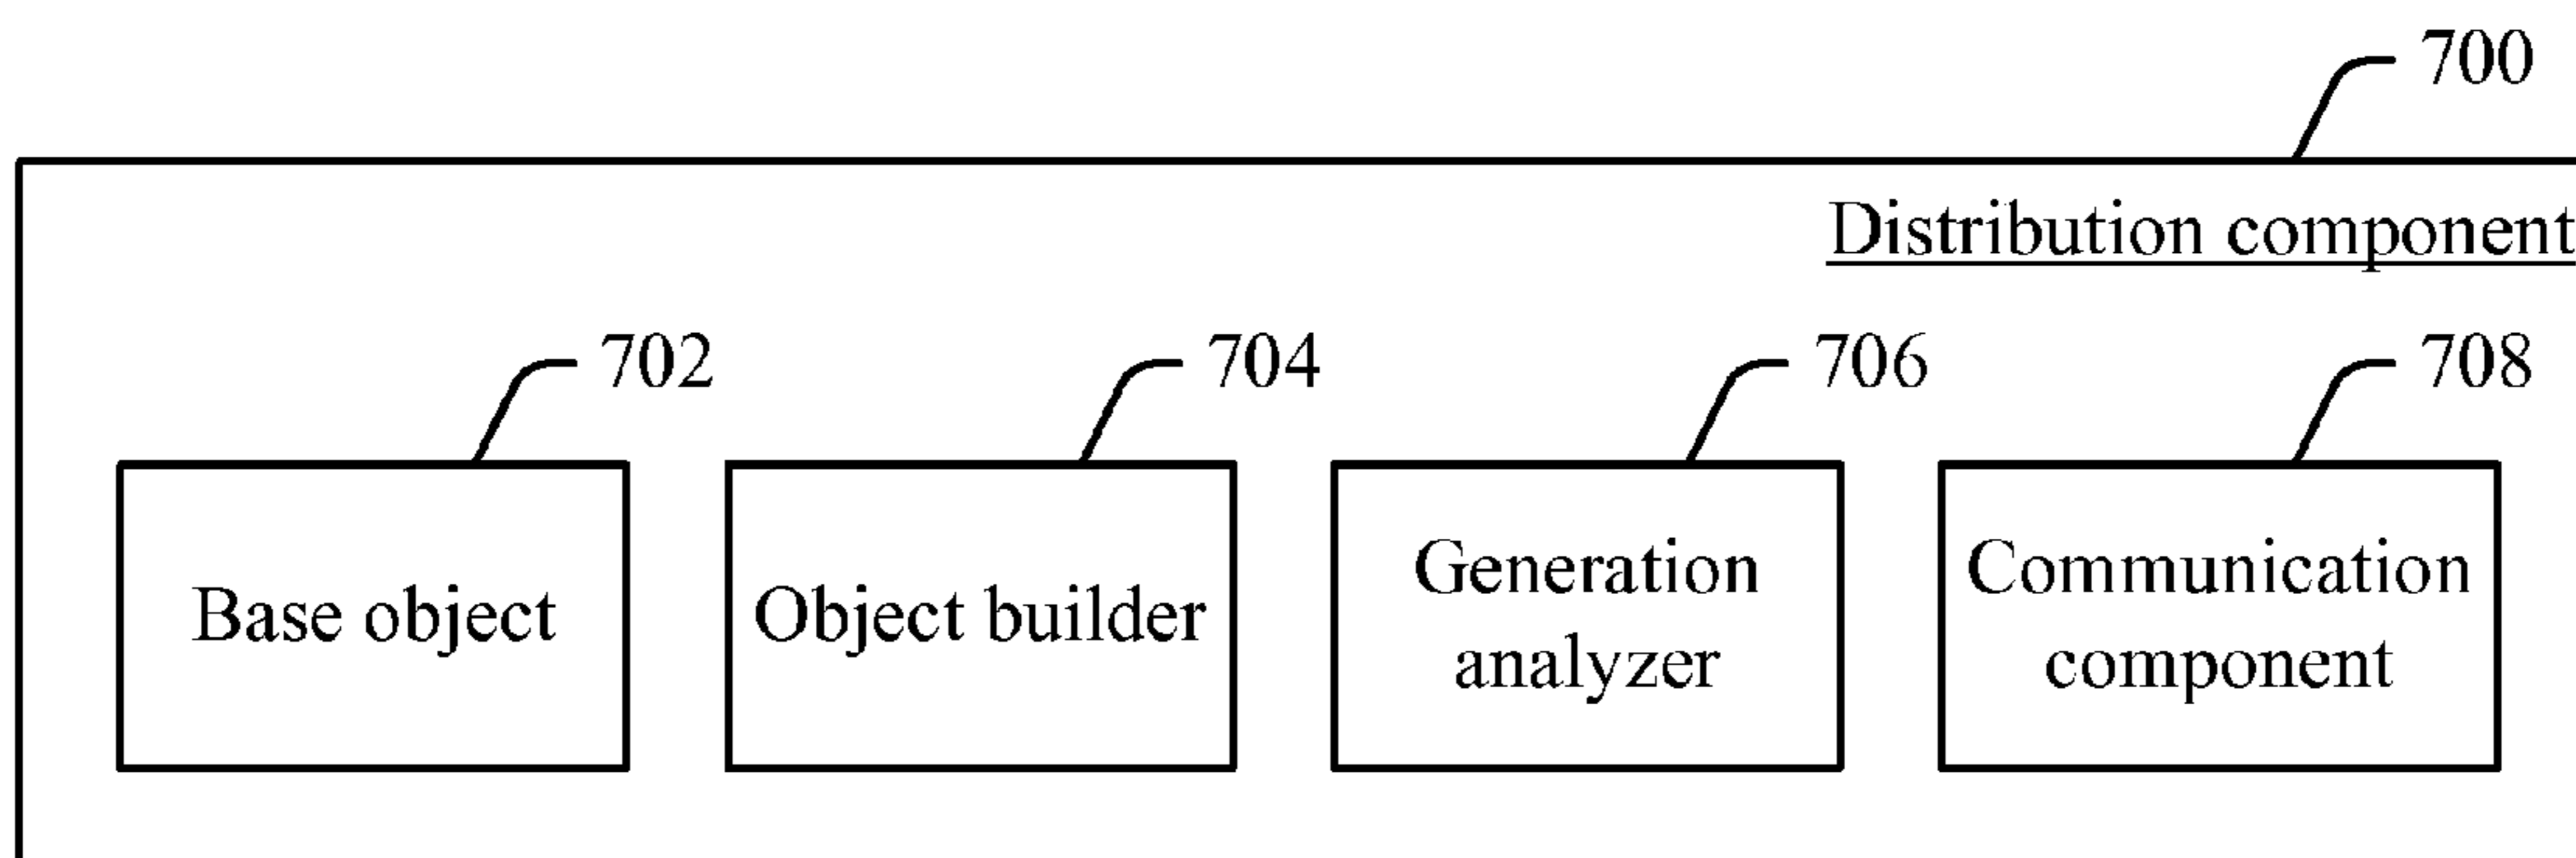 700
Distribution component
702
704
706
708
Base object
Object builder
Generation
analyzer
Communication
component